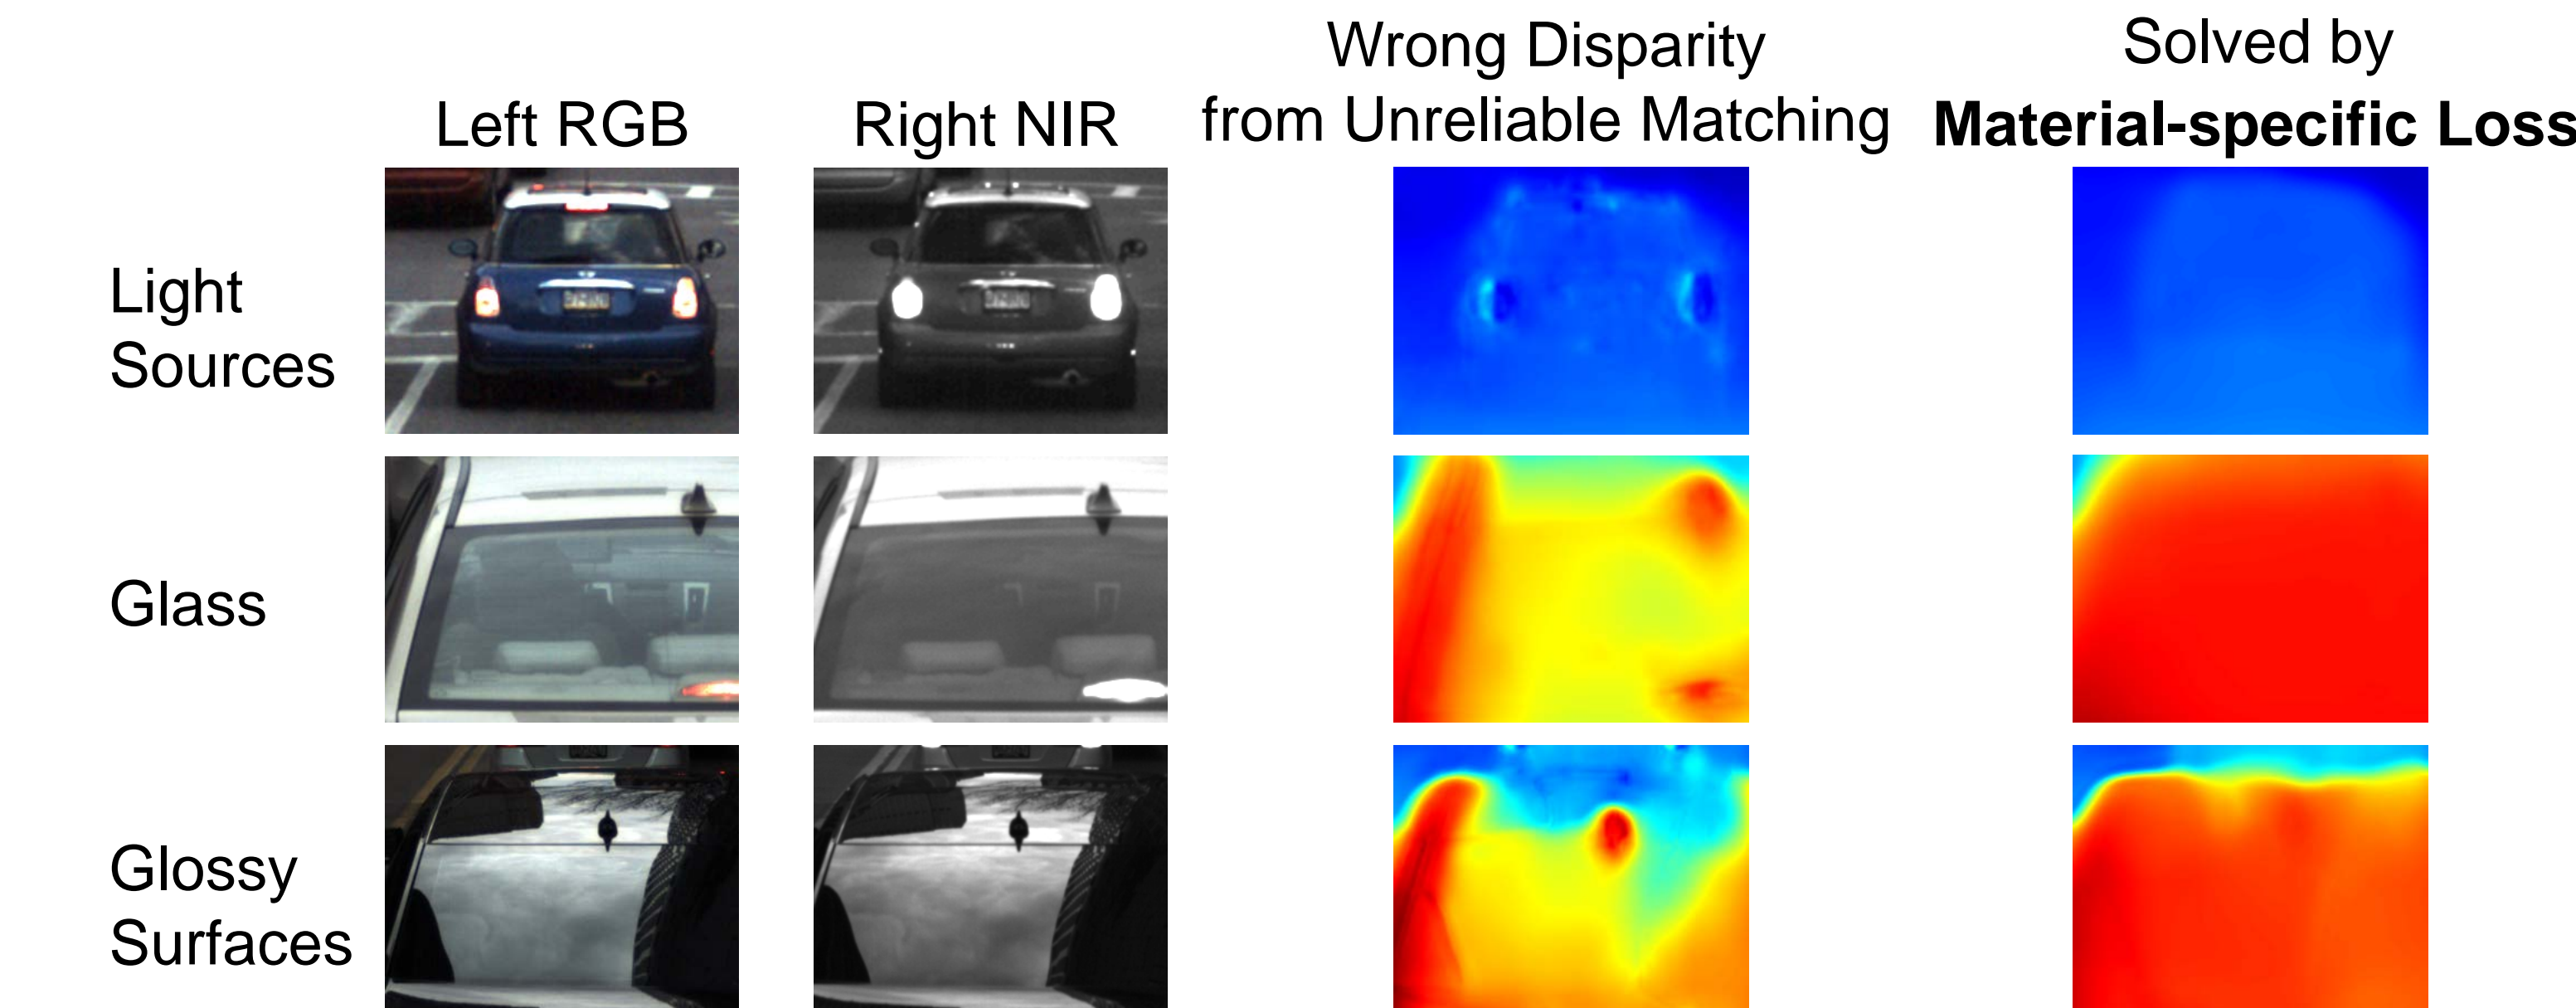 Left RGB
Right NIR
Wrong Disparity
from Unreliable Matching
Solved by
Material-specific Loss
Light
Sources
Glass
Glossy
Surfaces